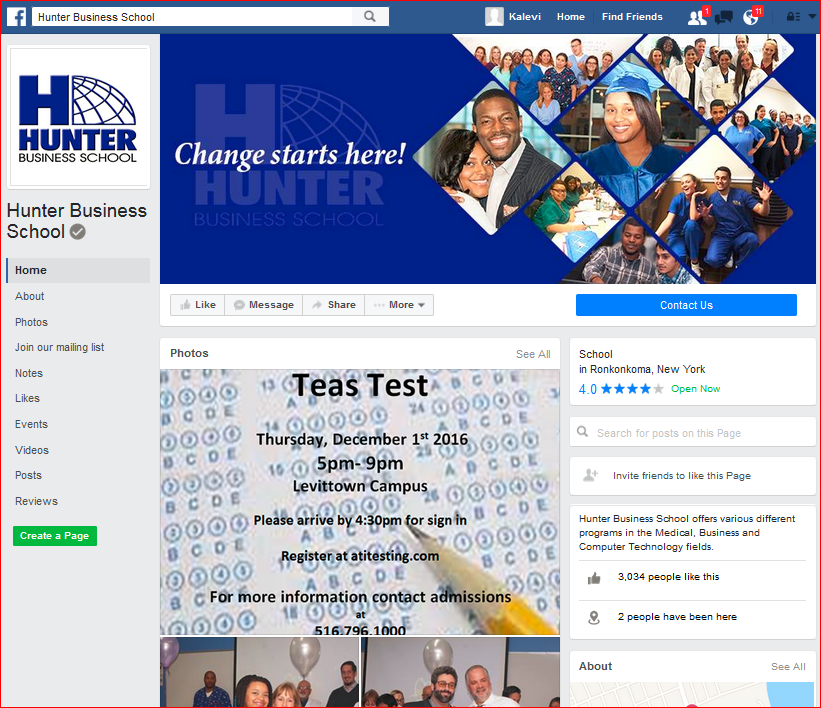 Hunter Business School
Kalevi
Home
Find Friends
1
11
H
HUNTER
BUSINESS SCHOOL
Hunter Business
School
Home
About
Photos
Join our mailing list
Notes
Likes
Events
Videos
Posts
Reviews
Create a Page
Change starts here!
H
HUNTER
BUSINESS SCHOOL
Like
Message
Share
More
Contact Us
Photos
See All
Teas Test
Thursday, December 1st 2016
5pm- 9pm
Levittown Campus
Please arrive by 4:30pm for sign in
Register at atitesting.com
For more information contact admissions
at
516.796.1000
School
in Ronkonkoma, New York
4.0 ★★★★★ Open Now
Search for posts on this Page
Invite friends to like this Page
Hunter Business School offers various different
programs in the Medical, Business and
Computer Technology fields.
3,034 people like this
2 people have been here
About
See All